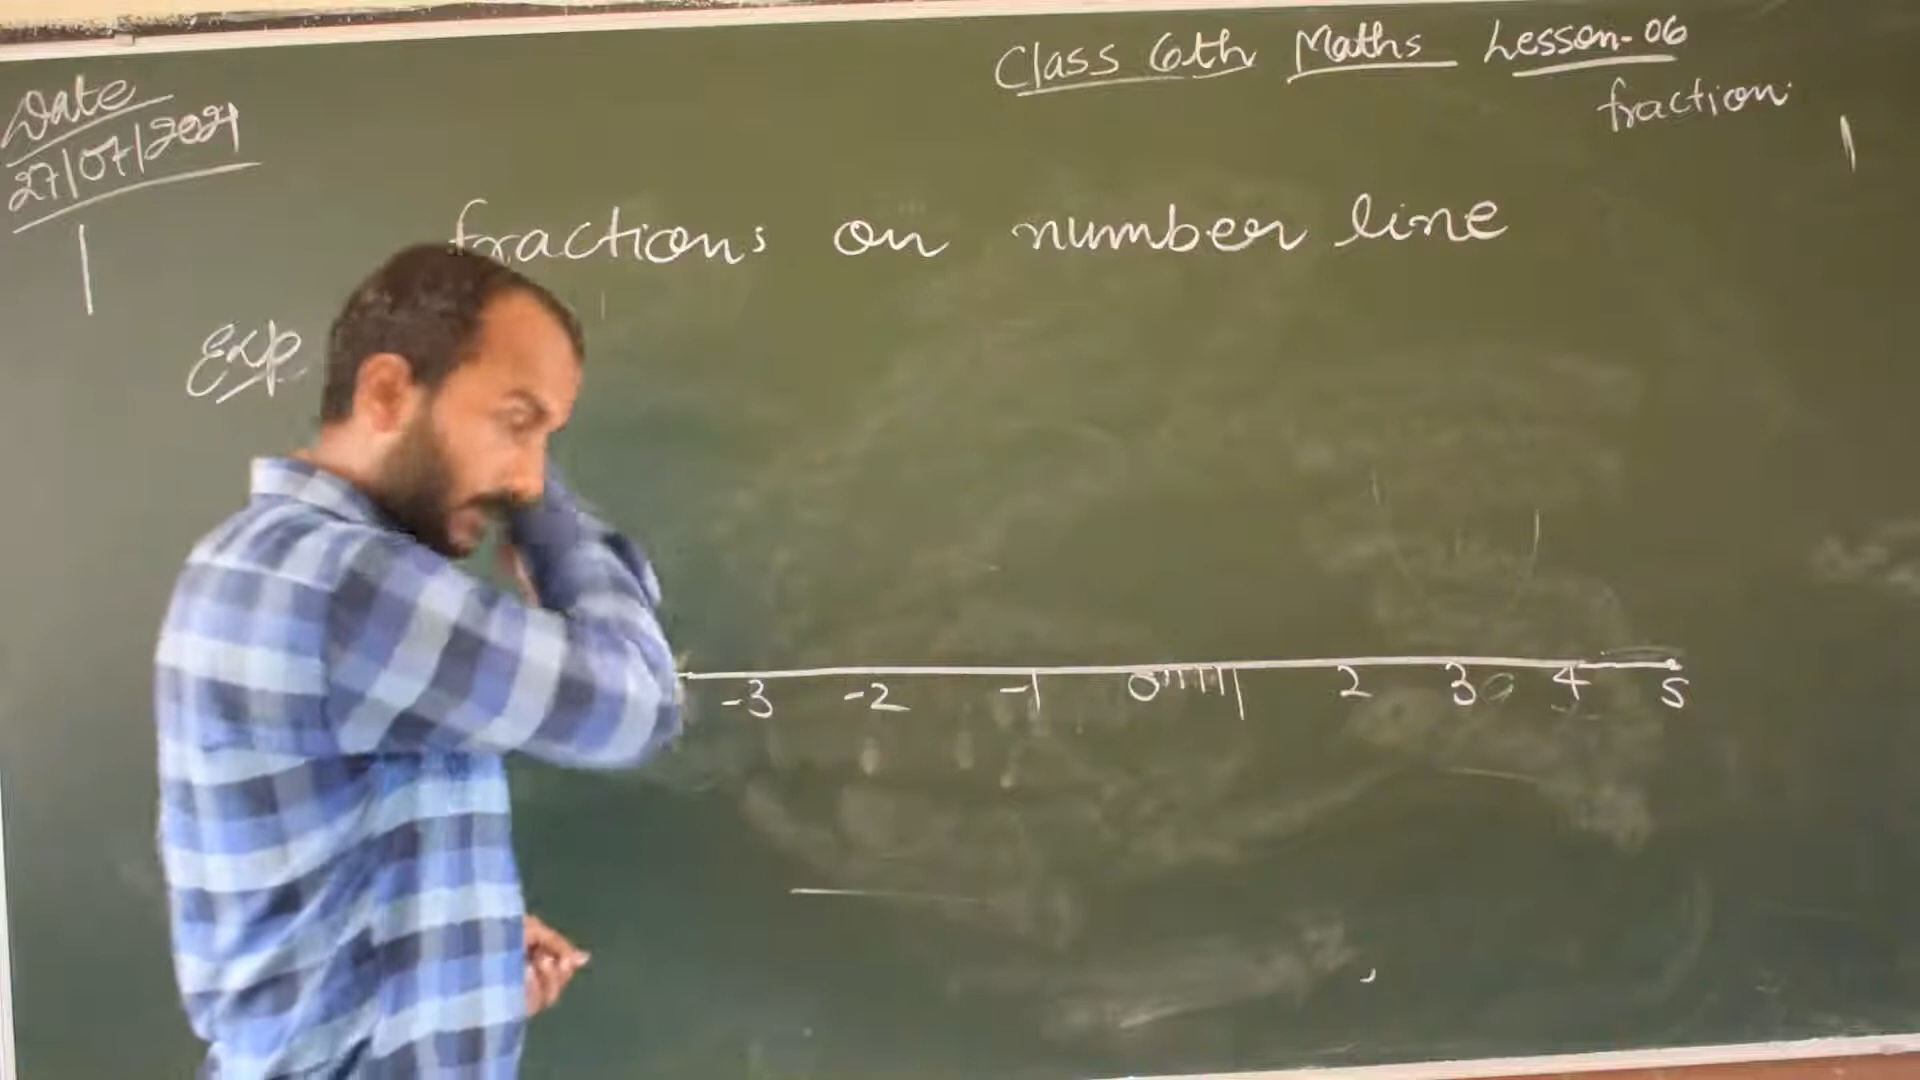 Class 6th Maths Lesson-06
fraction
Date
27/07/2021
fractions on number line
Exp
-3 -2 -1 0 1 2 3 4 5